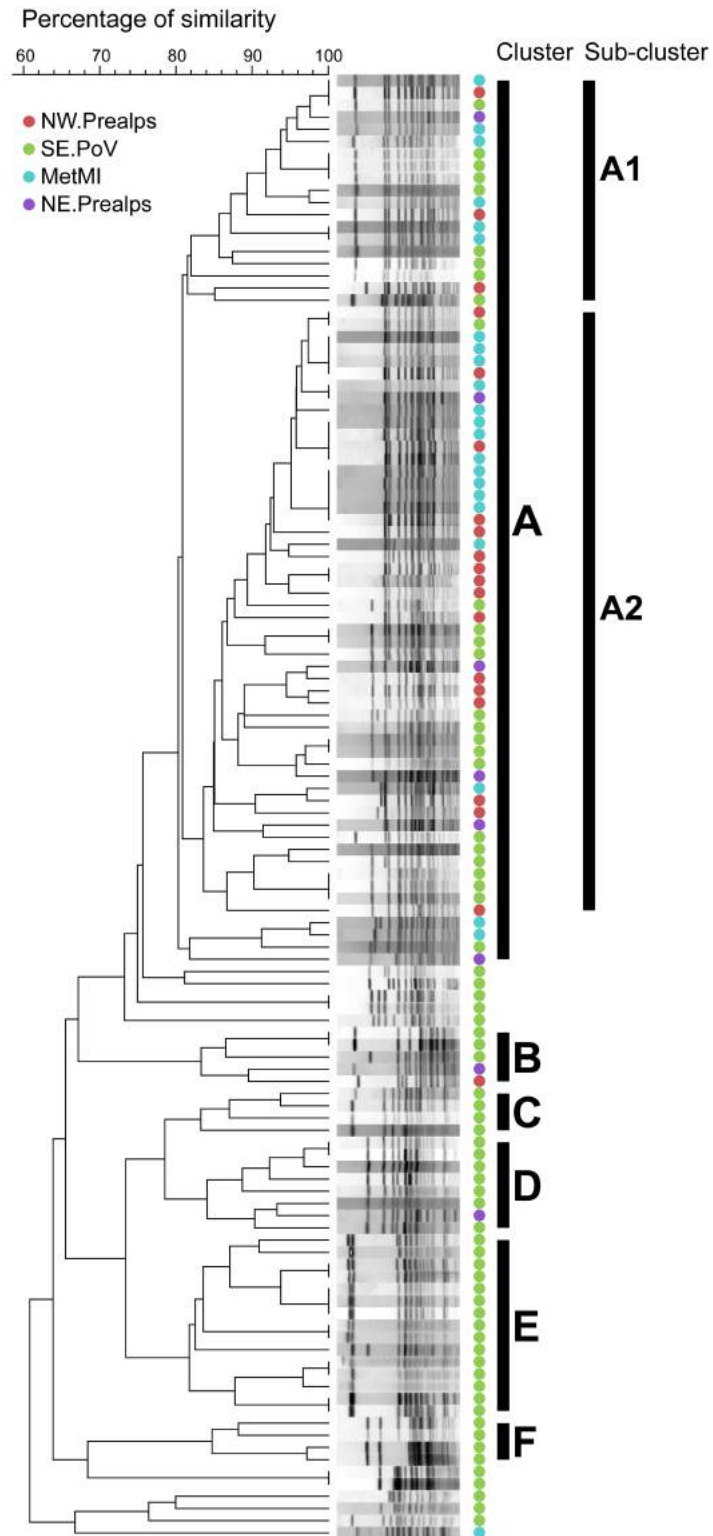 Percentage of similarity
60 70 80 90 100
Cluster Sub-cluster
NW.Prealps
SE.PoV
MetMI
NE.Prealps
A1
A
A2
B
C
D
E
F